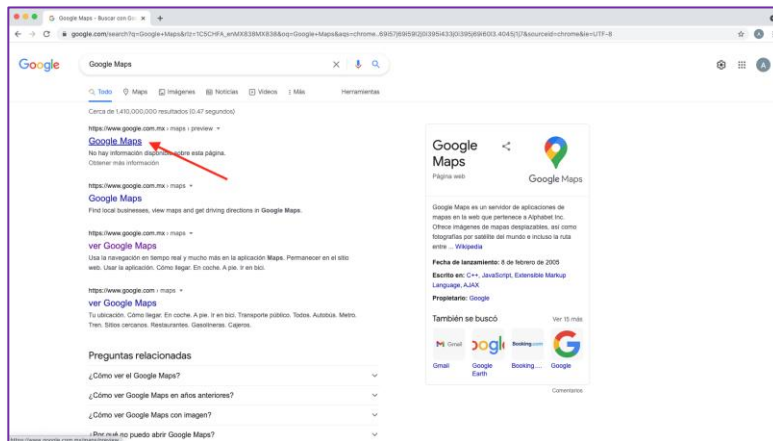 Google Maps - Buscar con Goo
google.com/search?q=Google+Maps&rlz=1C5CHFA_enMX838MX838&oq=Google+Maps&aqs=chrome..
Google
Google Maps
Todo Maps Imágenes Noticias Videos Más Herramientas
Cerca de 1,410,000,000 resultados (0.47 segundos)
https://www.google.com.mx › maps › preview
Google Maps
No hay información disponible sobre esta página.
Obtener más información
https://www.google.com.mx › maps
Google Maps
Find local businesses, view maps and get driving directions in Google Maps.
https://www.google.com.mx › maps
ver Google Maps
Usa la navegación en tiempo real y mucho más en la aplicación Maps. Permanecer en el sitio
web. Usar la aplicación. Cómo llegar. En coche. A pie. Ir en bici.
https://www.google.com › maps
ver Google Maps
Tu ubicación. Cómo llegar. En coche. A pie. Ir en bici. Transporte público. Todos. Autobús. Metro.
Tren. Sitios cercanos. Restaurantes. Gasolineras. Cajeros.
Preguntas relacionadas
¿Cómo ver el Google Maps?
¿Cómo ver Google Maps en años anteriores?
¿Cómo ver Google Maps con imagen?
¿Por qué no puedo abrir Google Maps?
https://www.google.com.mx/maps/preview
Google
Maps
Página web
Google Maps
Google Maps es un servidor de aplicaciones de
mapas en la web que pertenece a Alphabet Inc.
Ofrece imágenes de mapas desplazables, así como
fotografías por satélite del mundo e incluso la ruta
entre ... Wikipedia
Fecha de lanzamiento: 8 de febrero de 2005
Escrito en: C++, JavaScript, Extensible Markup
Language, AJAX
Propietario: Google
También se buscó Ver 15 más
Gmail oogle Booking.com G
Gmail Google Booking.... Google
Earth
Comentarios
A
A